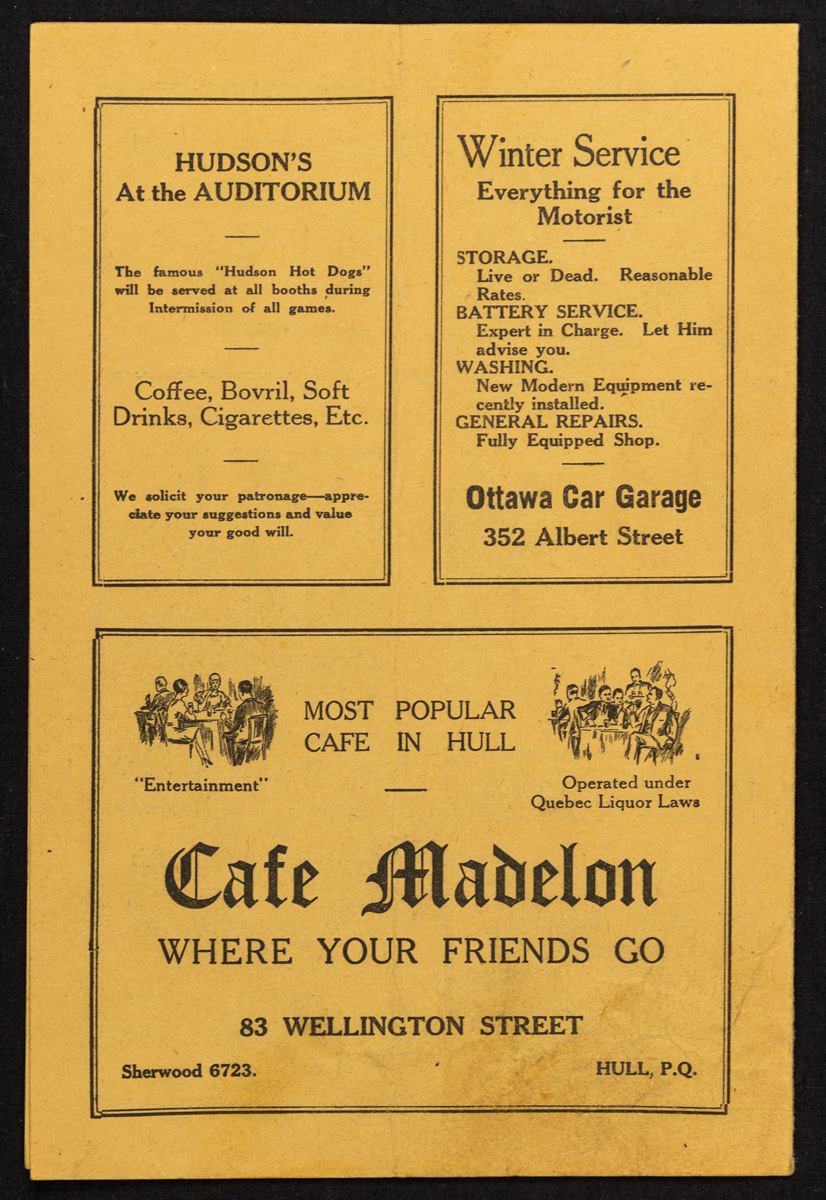 HUDSON'S
At the AUDITORIUM
The famous "Hudson Hot Dogs"
will be served at all booths during
Intermission of all games.
Coffee, Bovril, Soft
Drinks, Cigarettes, Etc.
We solicit your patronage—appre-
ciate your suggestions and value
your good will.
Winter Service
Everything for the
Motorist
STORAGE.
Live or Dead. Reasonable
Rates.
BATTERY SERVICE.
Expert in Charge. Let Him
advise you.
WASHING.
New Modern Equipment re-
cently installed.
GENERAL REPAIRS.
Fully Equipped Shop.
Ottawa Car Garage
352 Albert Street
MOST POPULAR
CAFE IN HULL
"Entertainment"
Operated under
Quebec Liquor Laws
Cafe Madelon
WHERE YOUR FRIENDS GO
83 WELLINGTON STREET
Sherwood 6723.
HULL, P.Q.